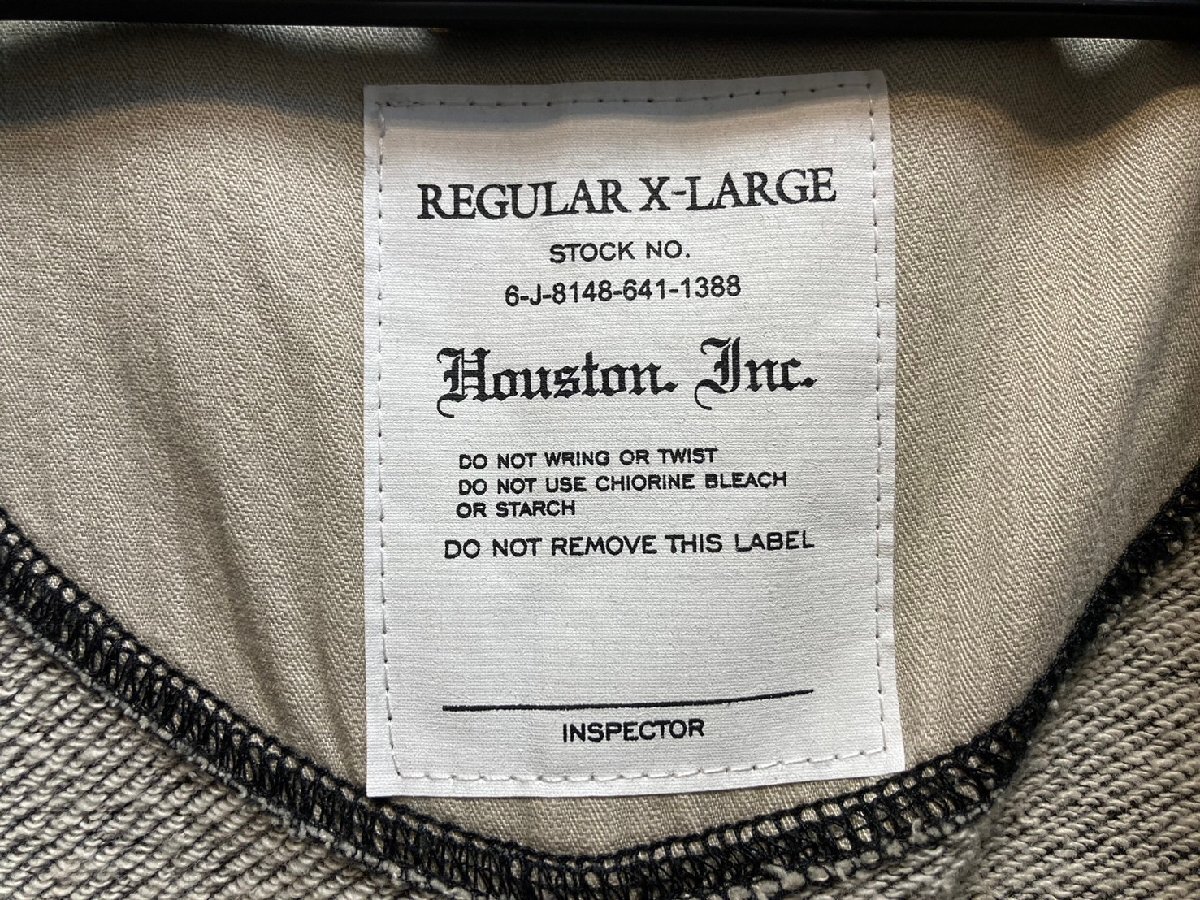 REGULAR X-LARGE
STOCK NO.
6-J-8148-641-1388
Houston. Inc.
DO NOT WRING OR TWIST
DO NOT USE CHIORINE BLEACH
OR STARCH
DO NOT REMOVE THIS LABEL
INSPECTOR